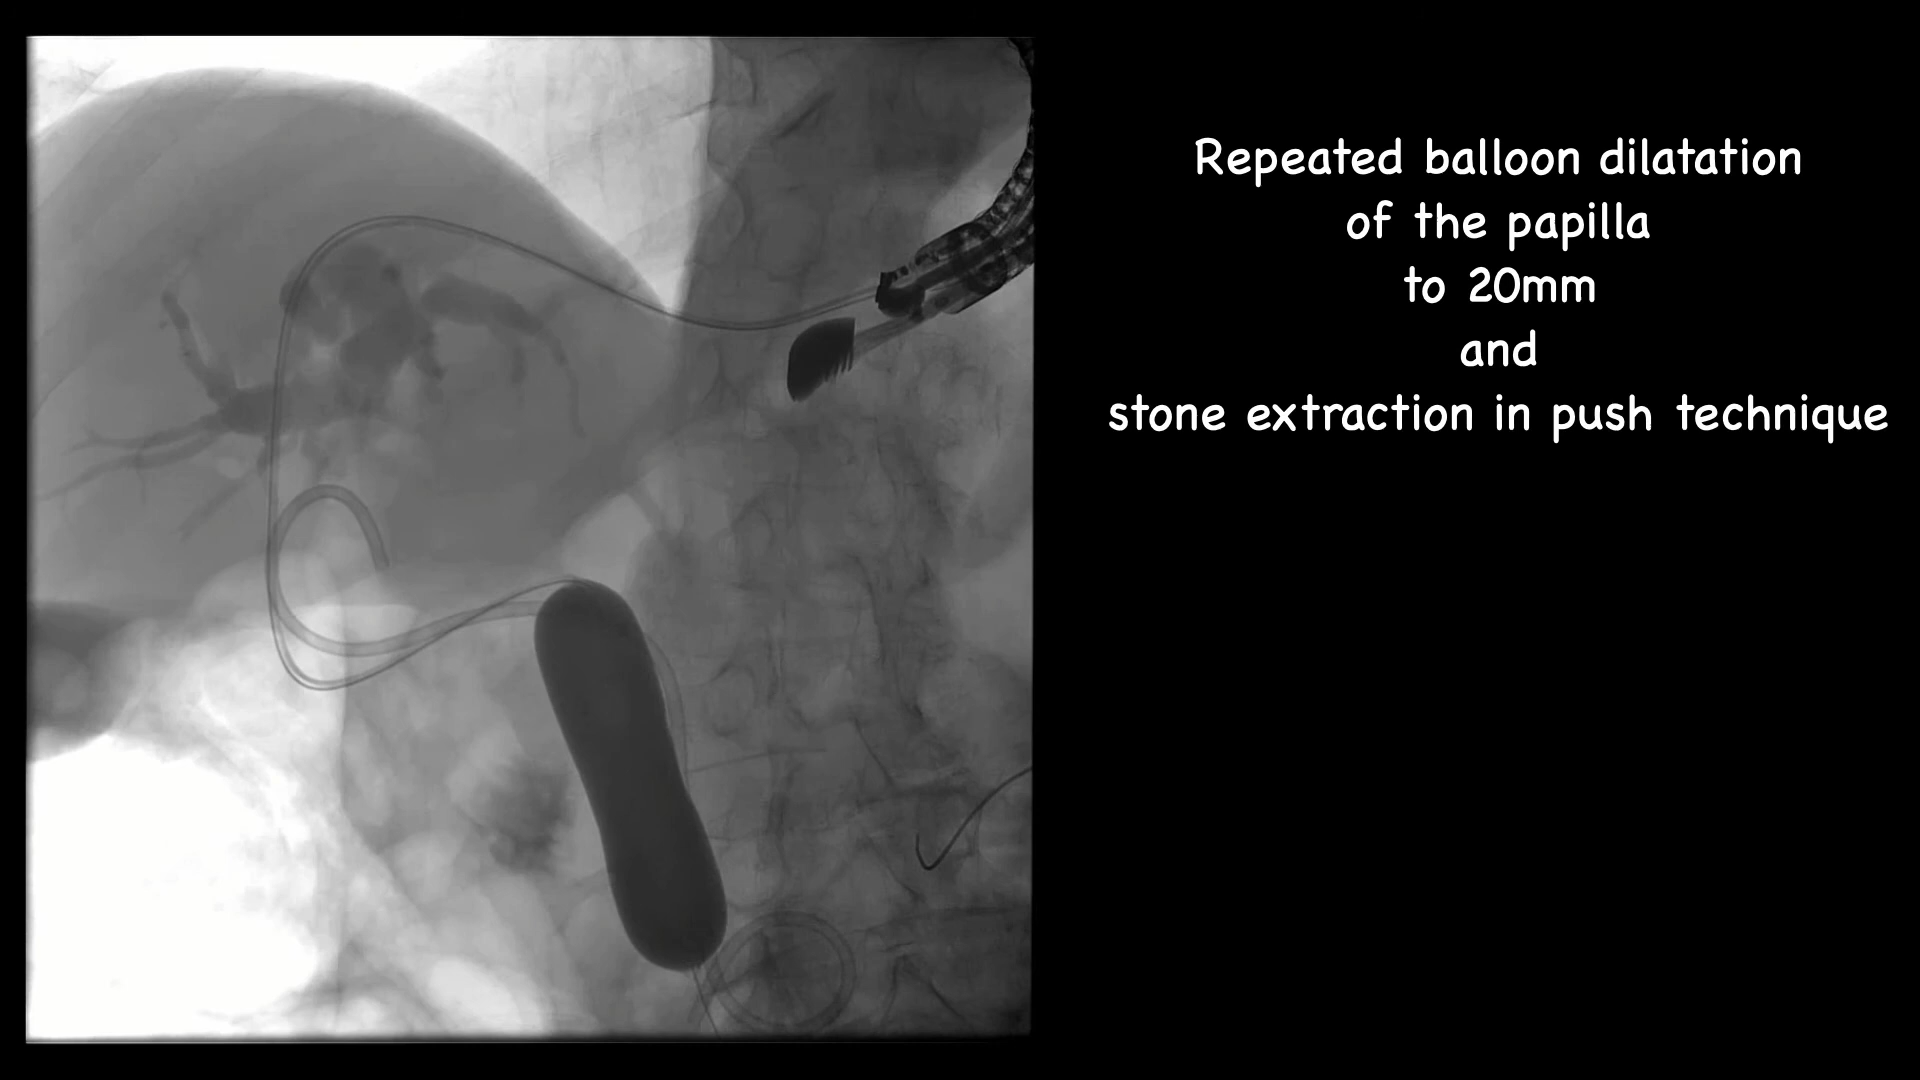 Repeated balloon dilatation
of the papilla
to 20mm
and
stone extraction in push technique